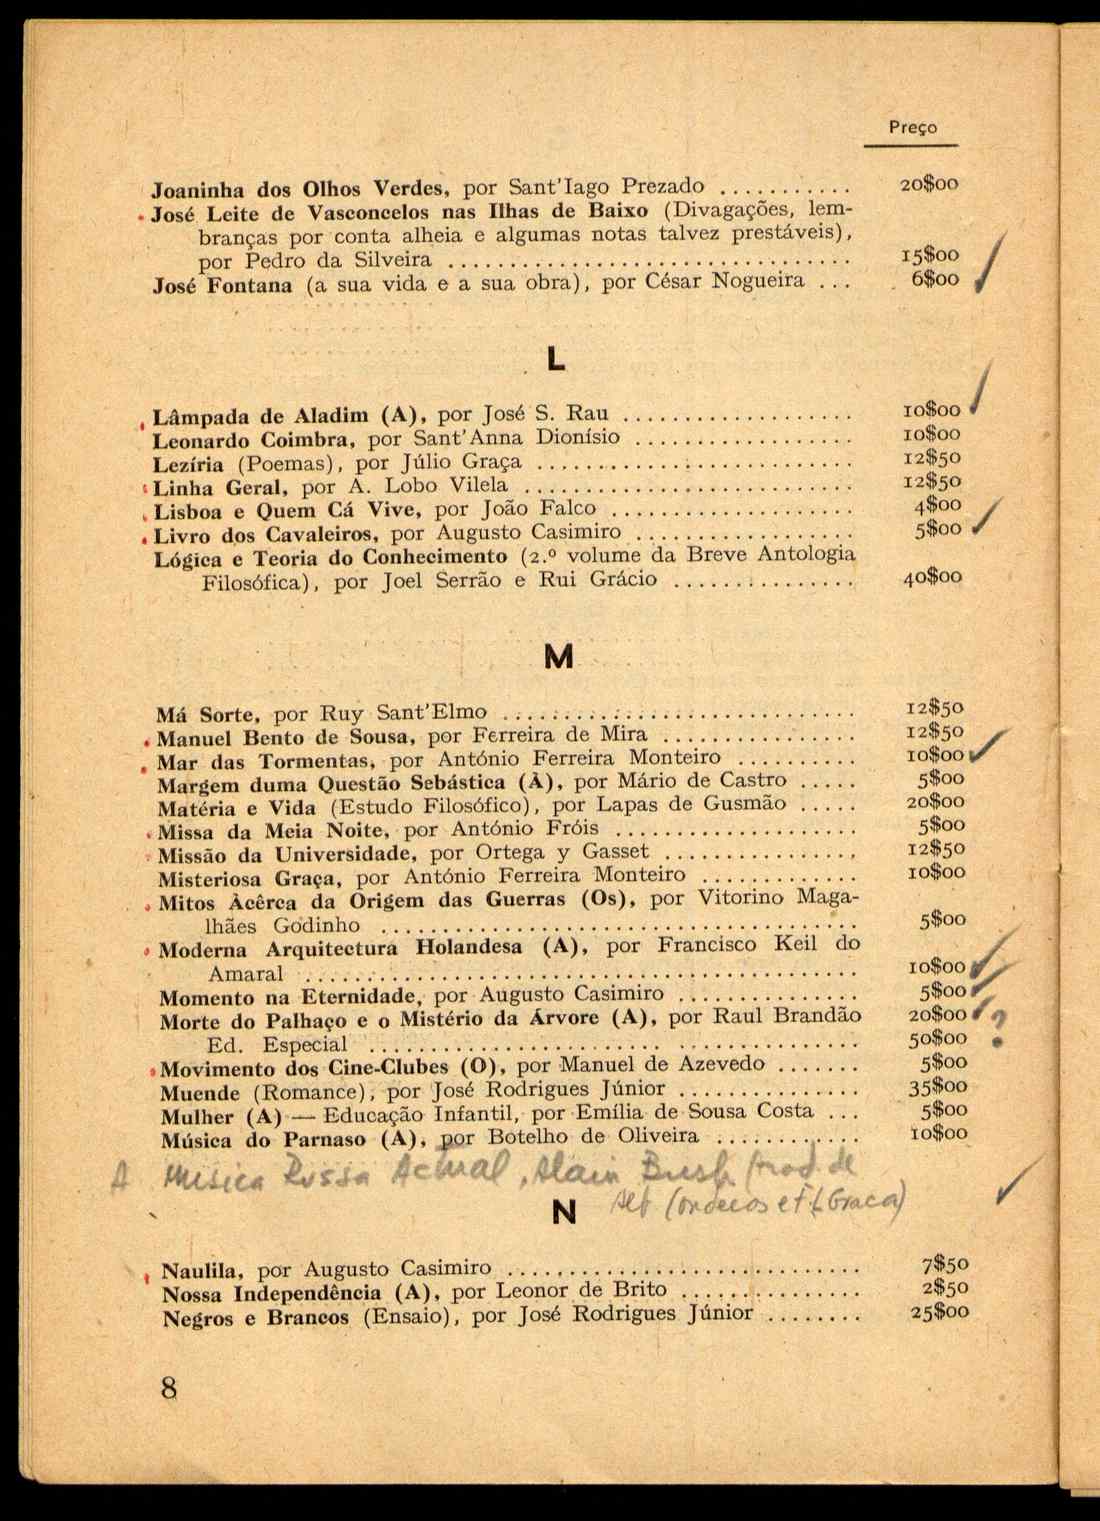 Preço
Joaninha dos Olhos Verdes, por Sant'Iago Prezado ........... 20$00
José Leite de Vasconcelos nas Ilhas de Baixo (Divagações, lem-
branças por conta alheia e algumas notas talvez prestáveis),
por Pedro da Silveira ................................ 15$00
José Fontana (a sua vida e a sua obra), por César Nogueira ... 6$00
L
Lâmpada de Aladim (A), por José S. Rau ................... 10$00
Leonardo Coimbra, por Sant'Anna Dionísio .................. 10$00
Lezíria (Poemas), por Júlio Graça .......................... 12$50
Linha Geral, por A. Lobo Vilela ........................... 12$50
Lisboa e Quem Cá Vive, por João Falco .................... 4$00
Livro dos Cavaleiros, por Augusto Casimiro .................. 5$00
Lógica e Teoria do Conhecimento (2.º volume da Breve Antologia
Filosófica), por Joel Serrão e Rui Grácio ............... 40$00
M
Má Sorte, por Ruy Sant'Elmo ............................. 12$50
Manuel Bento de Sousa, por Ferreira de Mira ................ 12$50
Mar das Tormentas, por António Ferreira Monteiro .......... 10$00
Margem duma Questão Sebástica (À), por Mário de Castro ..... 5$00
Matéria e Vida (Estudo Filosófico), por Lapas de Gusmão ..... 20$00
Missa da Meia Noite, por António Fróis .................... 5$00
Missão da Universidade, por Ortega y Gasset ................ 12$50
Misteriosa Graça, por António Ferreira Monteiro ............. 10$00
Mitos Àcêrca da Origem das Guerras (Os), por Vitorino Maga-
lhães Godinho ....................................... 5$00
Moderna Arquitectura Holandesa (A), por Francisco Keil do
Amaral ............................................. 10$00
Momento na Eternidade, por Augusto Casimiro ............... 5$00
Morte do Palhaço e o Mistério da Árvore (A), por Raul Brandão 20$00
Ed. Especial ........................................ 50$00 ?
Movimento dos Cine-Clubes (O), por Manuel de Azevedo ....... 5$00
Muende (Romance), por José Rodrigues Júnior ............... 35$00
Mulher (A) — Educação Infantil, por Emília de Sousa Costa ... 5$00
Música do Parnaso (A), por Botelho de Oliveira ............ 10$00
A Música Russa Actual, Alain Bush (trad. de
e F. L. Graça)
N
Naulila, por Augusto Casimiro ............................. 7$50
Nossa Independência (A), por Leonor de Brito ............... 2$50
Negros e Brancos (Ensaio), por José Rodrigues Júnior ........ 25$00
8